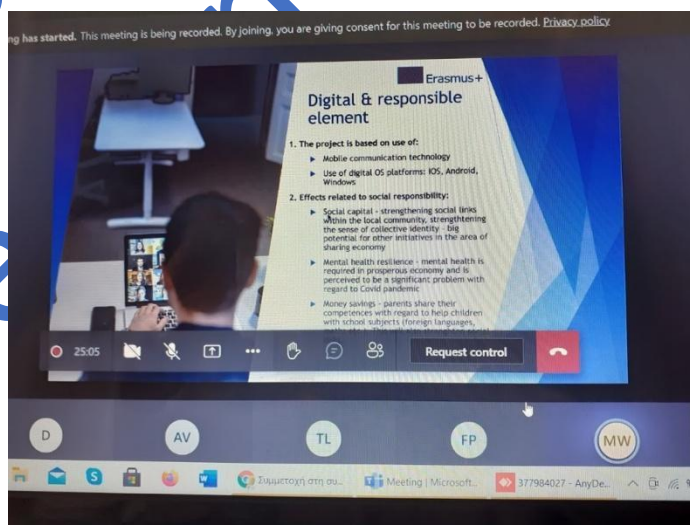 ng has started. This meeting is being recorded. By joining, you are giving consent for this meeting to be recorded. Privacy policy
Erasmus+
Digital & responsible
element
1. The project is based on use of:
Mobile communication technology
Use of digital OS platforms: IOS, Android,
Windows
2. Effects related to social responsibility:
Social capital - strengthening social links
within the local community, strenghtening
the sense of collective identity - big
potential for other initiatives in the area of
sharing economy
Mental health resilience - mental health is
required in prosperous economy and is
perceived to be a significant problem with
regard to Covid pandemic
Money savings - parents share their
competences with regard to help children
with school subjects (foreign languages,
25:05
Request control
D
AV
TL
FP
MW
Συμμετοχή στη συ...
Meeting | Microsoft...
377984027 - AnyDe...